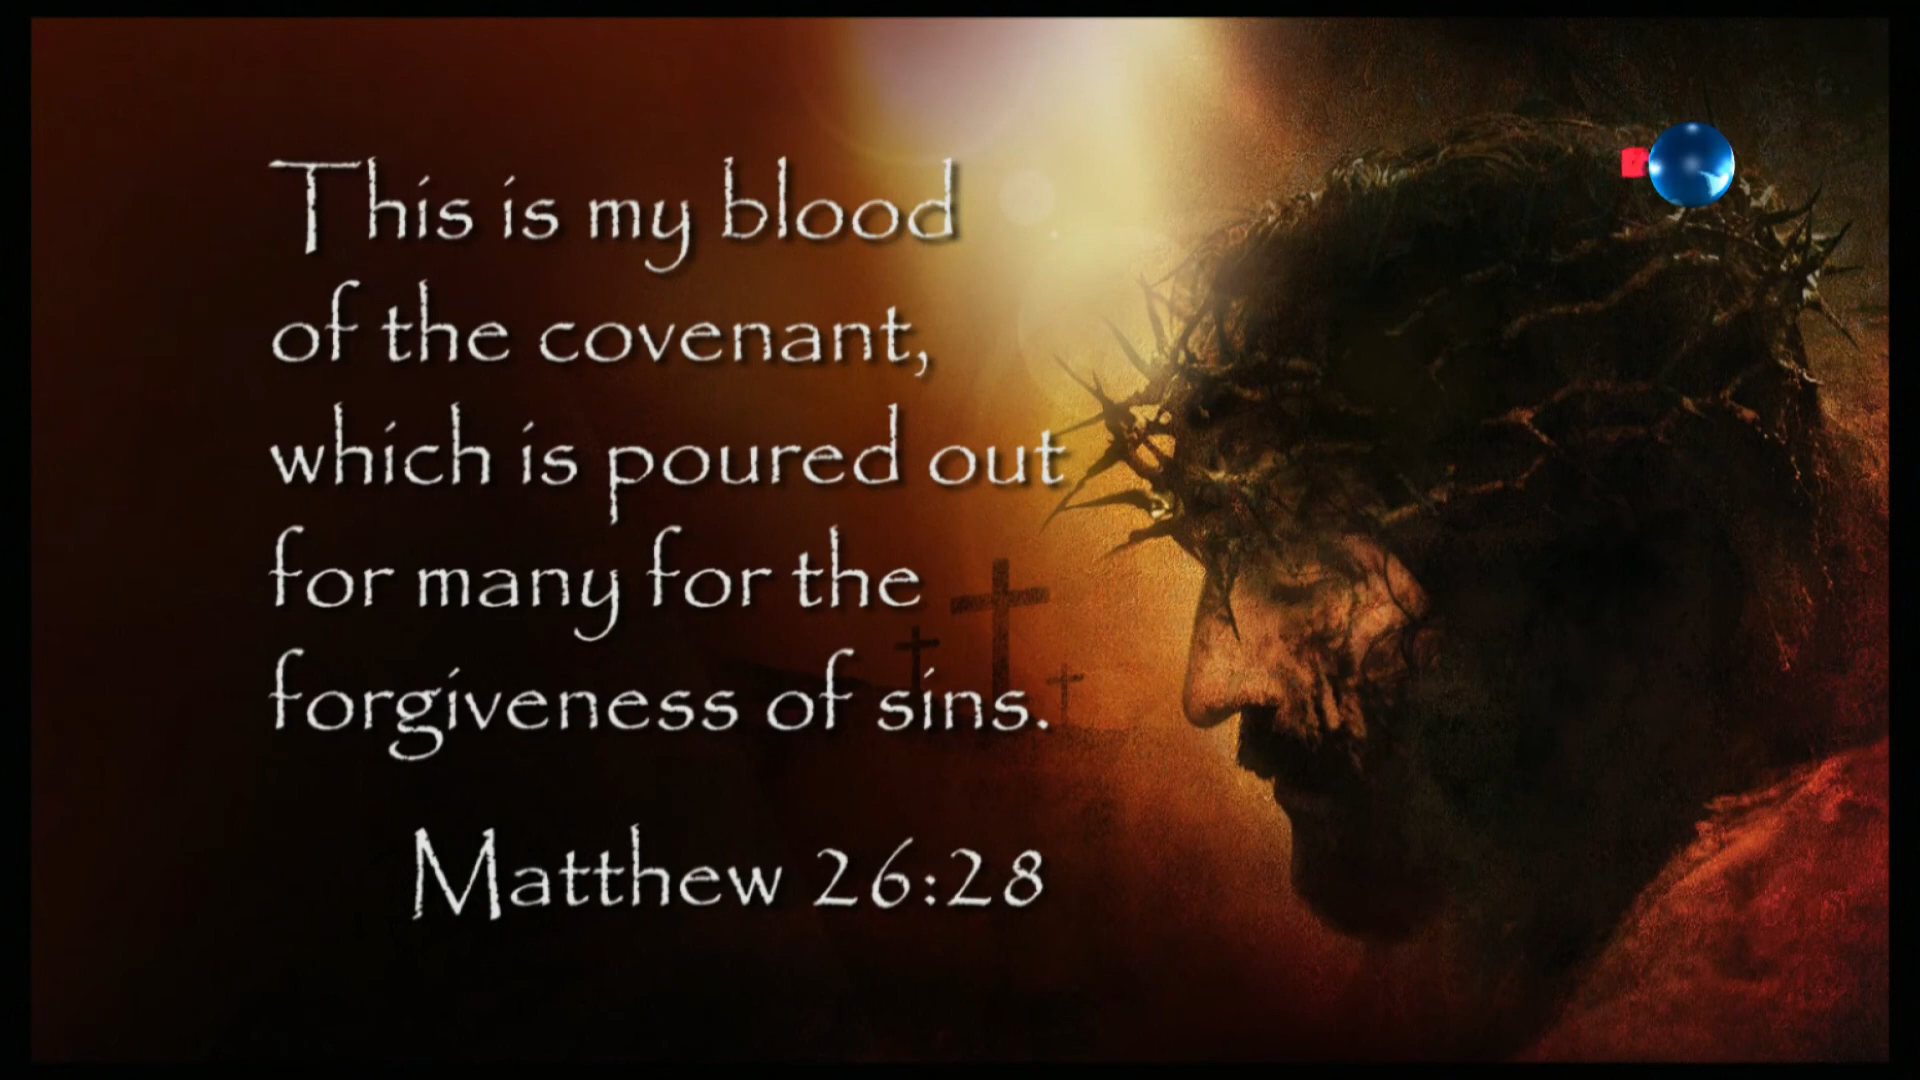 This is my blood
of the covenant,
which is poured out
for many for the
forgiveness of sins.
Matthew 26:28